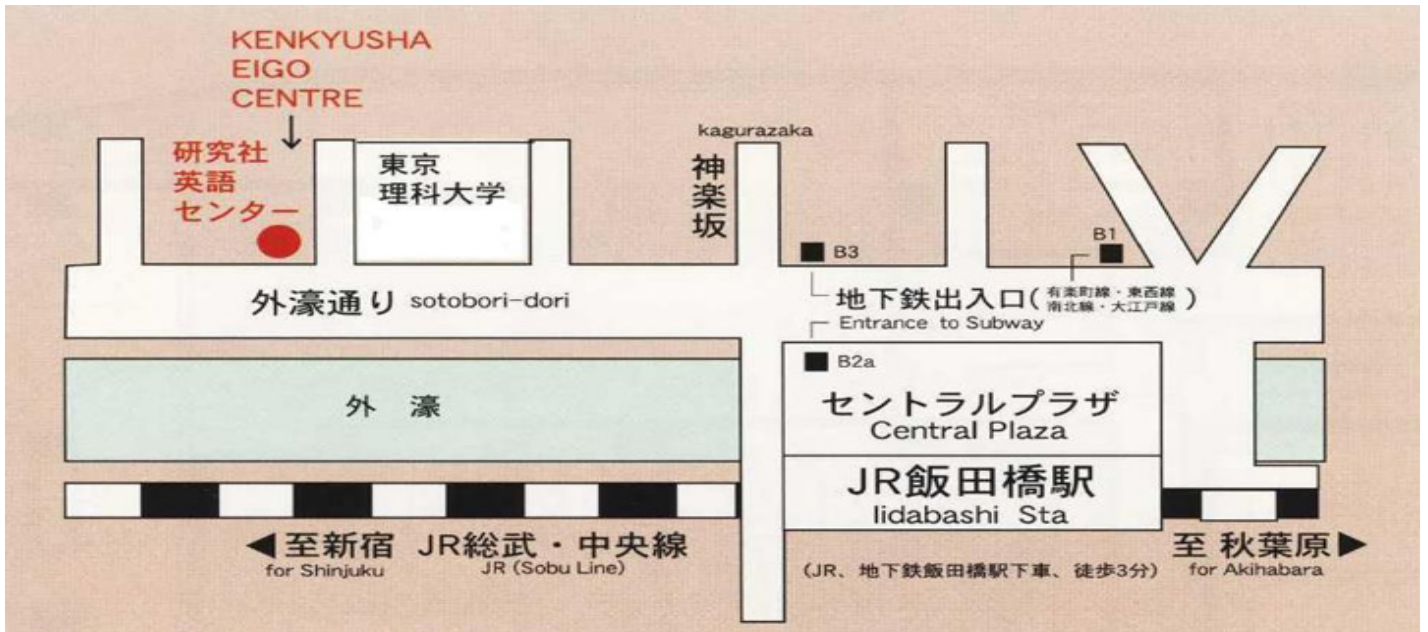 KENKYUSHA
EIGO
CENTRE
研究社
英語
センター
東京
理科大学
kagurazaka
神楽坂
B3
B1
外濠通り sotobori-dori
地下鉄出入口(有楽町線・東西線
南北線・大江戸線)
Entrance to Subway
B2a
外 濠
セントラルプラザ
Central Plaza
JR飯田橋駅
Iidabashi Sta
◀至新宿 JR総武・中央線
for Shinjuku JR (Sobu Line)
(JR、地下鉄飯田橋駅下車、徒歩3分)
至 秋葉原▶
for Akihabara